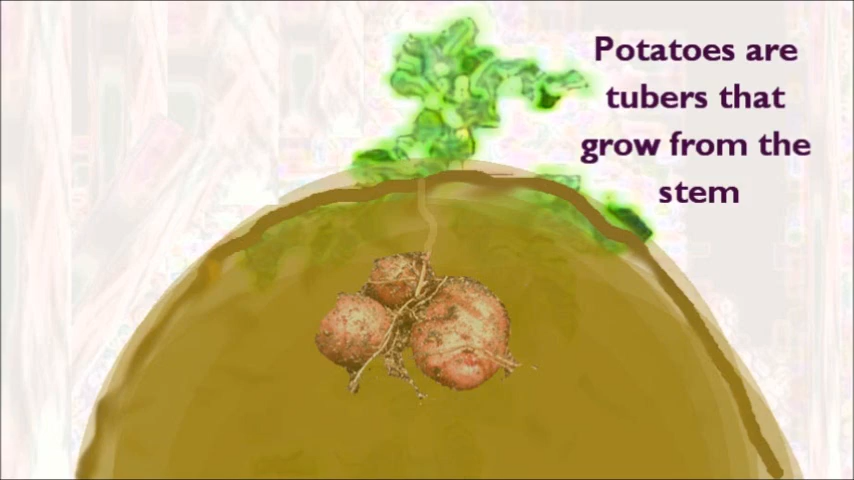 Potatoes are
tubers that
grow from the
stem